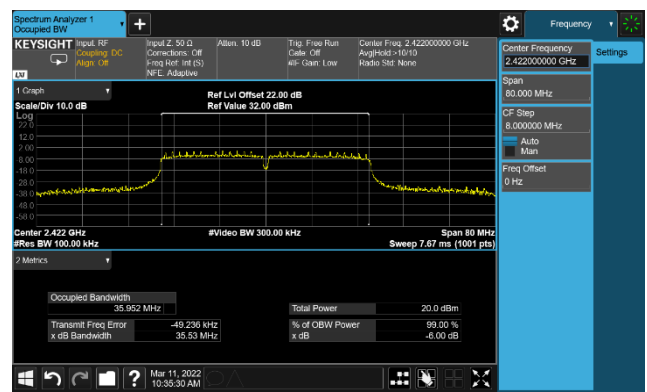 Spectrum Analyzer 1
Occupied BW
Frequency
KEYSIGHT
Input: RF
Coupling: DC
Align: Off
Input Z: 50 Ω
Corrections: Off
Freq Ref: Int (S)
NFE: Adaptive
Atten: 10 dB
Trig: Free Run
Gate: Off
#IF Gain: Low
Center Freq: 2.422000000 GHz
Avg|Hold:>10/10
Radio Std: None
LXI
Center Frequency
2.422000000 GHz
Settings
Span
80.000 MHz
CF Step
8.000000 MHz
Auto
Man
Freq Offset
0 Hz
1 Graph
Scale/Div 10.0 dB
Ref Lvl Offset 22.00 dB
Ref Value 32.00 dBm
Log
22.0
12.0
2.00
-8.00
-18.0
-28.0
-38.0
-48.0
-58.0
Center 2.422 GHz
#Res BW 100.00 kHz
#Video BW 300.00 kHz
Span 80 MHz
Sweep 7.67 ms (1001 pts)
2 Metrics
Occupied Bandwidth
35.952 MHz
Total Power 20.0 dBm
Transmit Freq Error -49.236 kHz
% of OBW Power 99.00 %
x dB Bandwidth 35.53 MHz
x dB -6.00 dB
?
Mar 11, 2022
10:35:30 AM